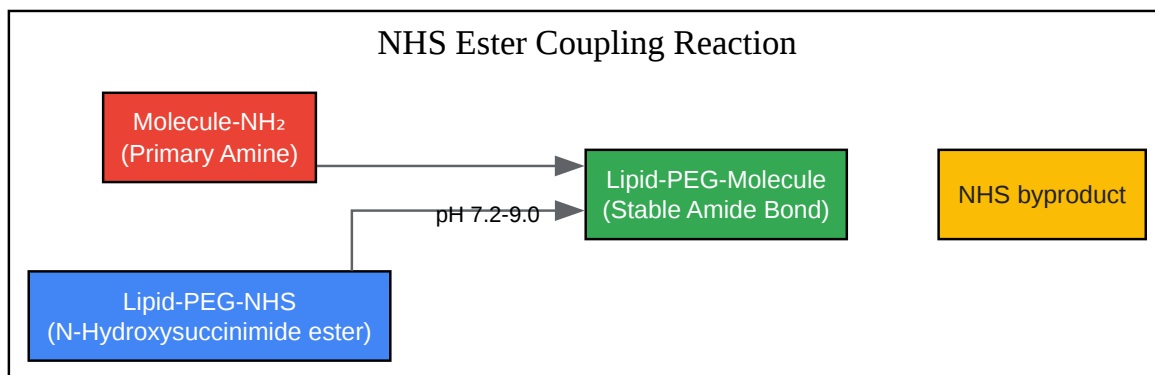 NHS Ester Coupling Reaction
Molecule-NH₂
(Primary Amine)
Lipid-PEG-Molecule
(Stable Amide Bond)
NHS byproduct
pH 7.2-9.0
Lipid-PEG-NHS
(N-Hydroxysuccinimide ester)